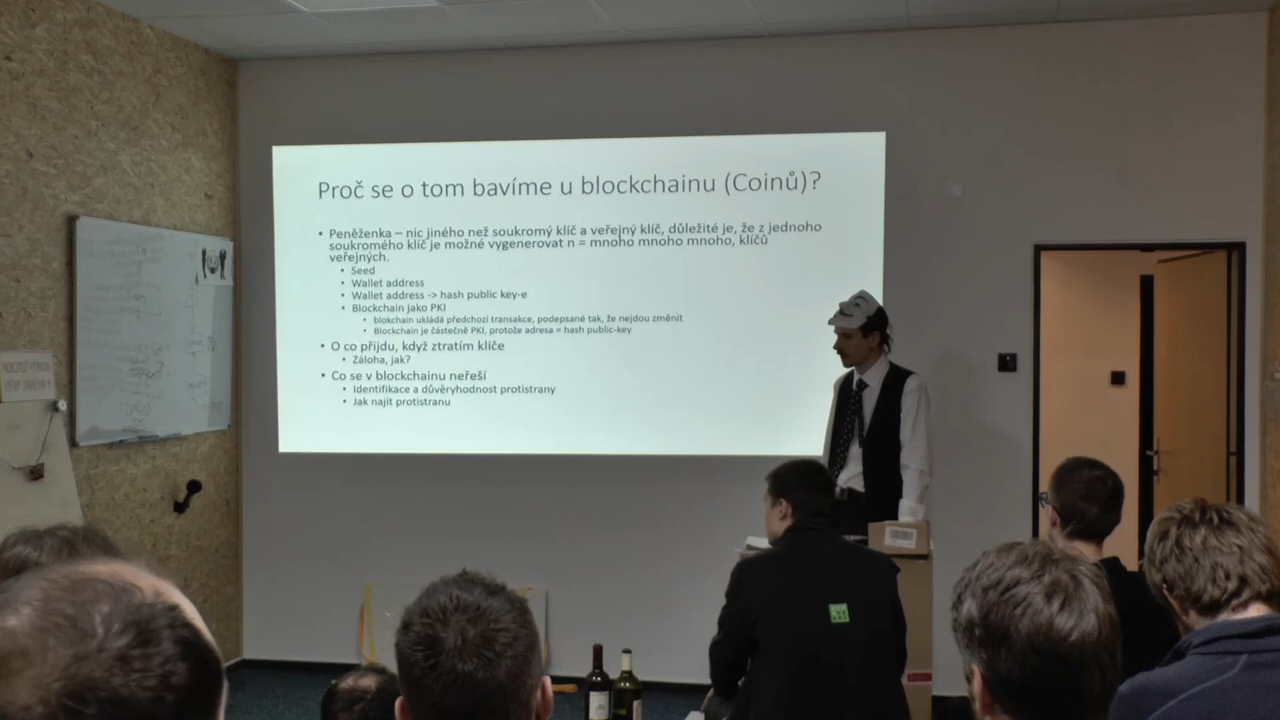 Proč se o tom bavíme u blockchainu (Coinů)?
• Peněženka – nic jiného než soukromý klíč a veřejný klíč, důležité je, že z jednoho
soukromého klíč je možné vygenerovat n = mnoho mnoho mnoho, klíčů
veřejných.
• Seed
• Wallet address
• Wallet address -> hash public key-e
• Blockchain jako PKI
• blokchain ukládá předchozí transakce, podepsané tak, že nejdou změnit
• Blockchain je částečně PKI, protože adresa = hash public-key
• O co přijdu, když ztratím klíče
• Záloha, jak?
• Co se v blockchainu neřeší
• Identifikace a důvěryhodnost protistrany
• Jak najít protistranu